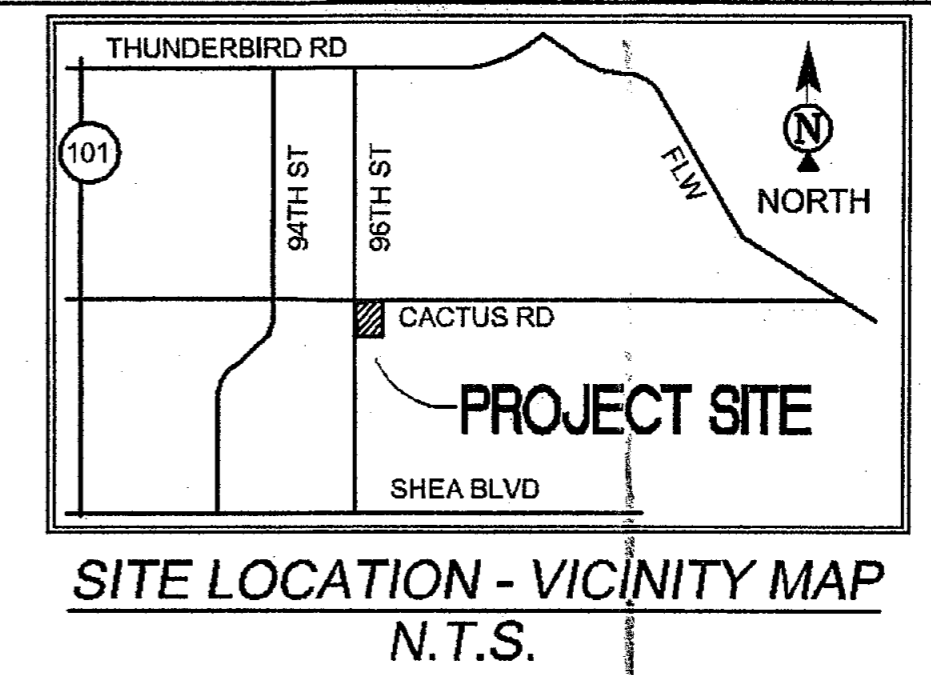 THUNDERBIRD RD
101
94TH ST
96TH ST
FLW
N
NORTH
CACTUS RD
PROJECT SITE
SHEA BLVD
SITE LOCATION - VICINITY MAP
N.T.S.